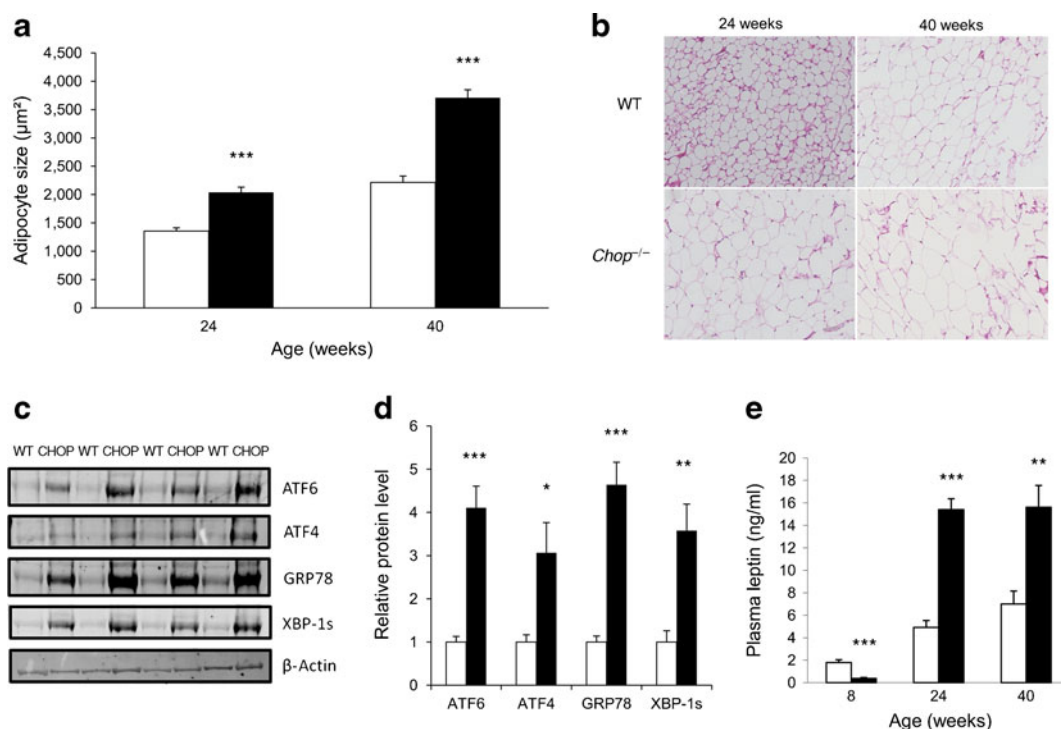 a
4,500
4,000
3,500
3,000
2,500
2,000
1,500
1,000
500
0
Adipocyte size (µm²)
***
***
24
40
Age (weeks)
b
24 weeks
40 weeks
WT
Chop⁻/⁻
c
WT CHOP WT CHOP WT CHOP WT CHOP
ATF6
ATF4
GRP78
XBP-1s
β-Actin
d
6
5
4
3
2
1
0
Relative protein level
***
*
***
**
ATF6 ATF4 GRP78 XBP-1s
e
20
18
16
14
12
10
8
6
4
2
0
Plasma leptin (ng/ml)
***
***
**
8
24
40
Age (weeks)